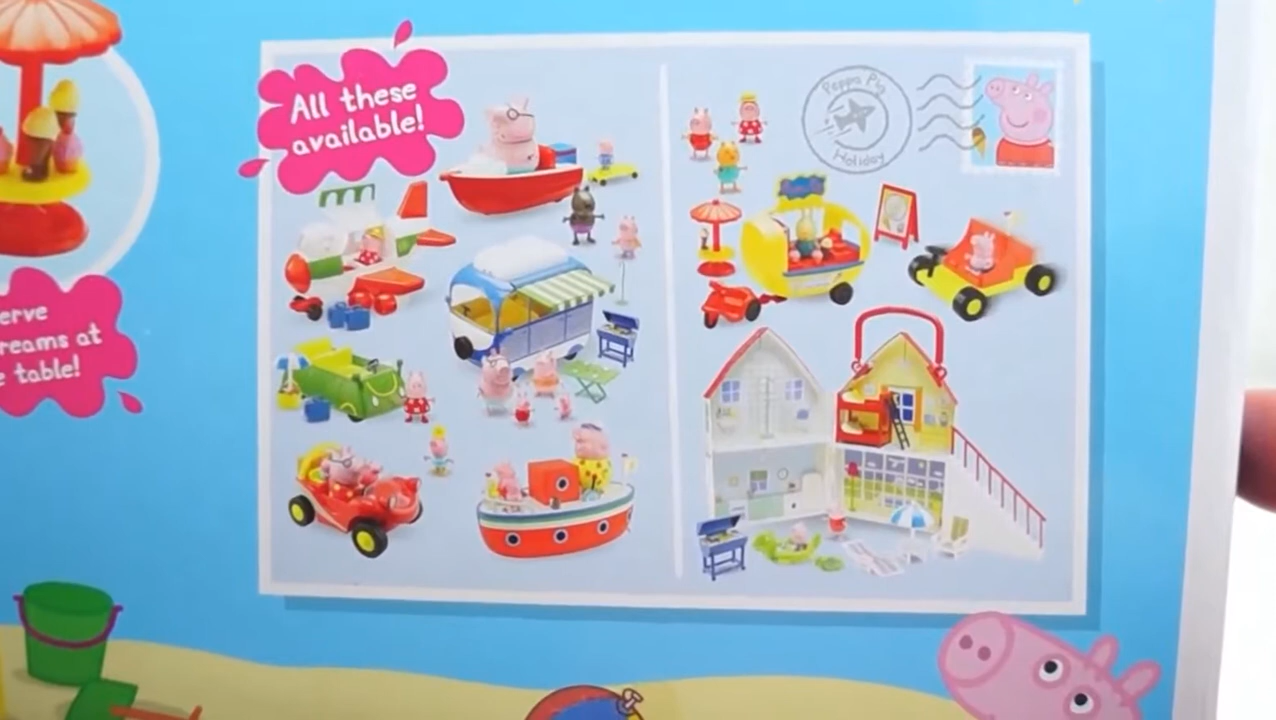 All these
available!
Peppa Pig
Holiday
erve
reams at
e table!